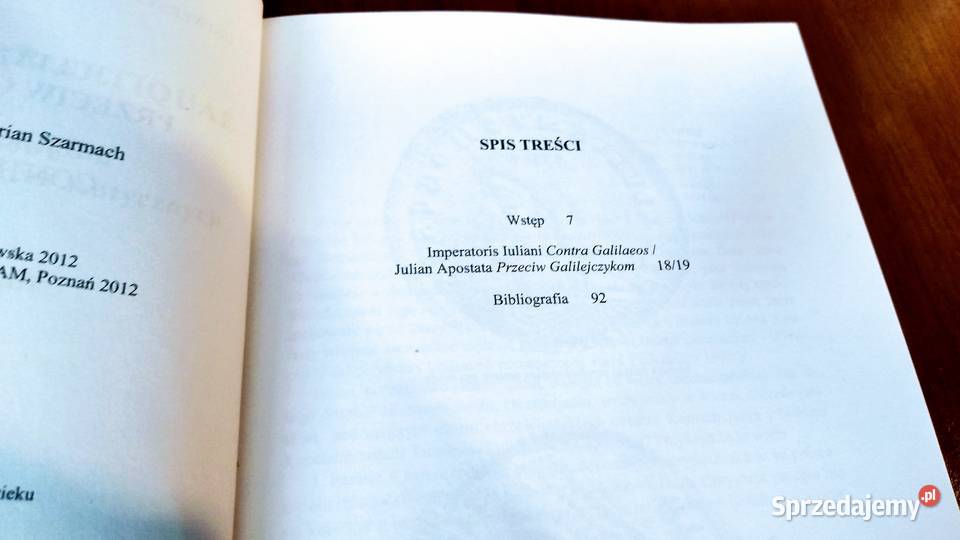 rian Szarmach
wska 2012
AM, Poznań 2012
ieku
SPIS TREŚCI
Wstęp 7
Imperatoris Iuliani Contra Galilaeos /
Julian Apostata Przeciw Galilejczykom 18/19
Bibliografia 92
Sprzedajemy.pl